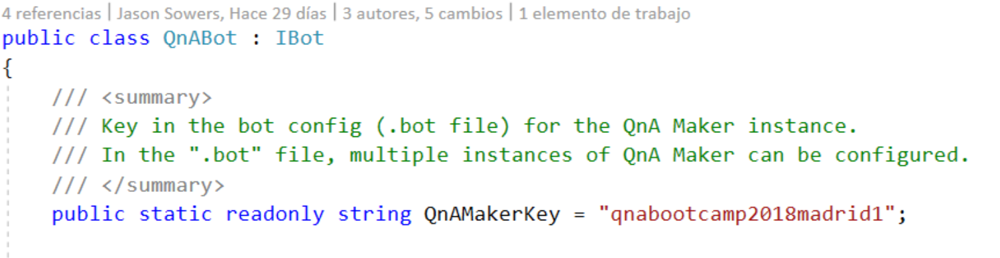 4 referencias | Jason Sowers, Hace 29 días | 3 autores, 5 cambios | 1 elemento de trabajo
public class QnABot : IBot
{
/// <summary>
/// Key in the bot config (.bot file) for the QnA Maker instance.
/// In the ".bot" file, multiple instances of QnA Maker can be configured.
/// </summary>
public static readonly string QnAMakerKey = "qnabootcamp2018madrid1";